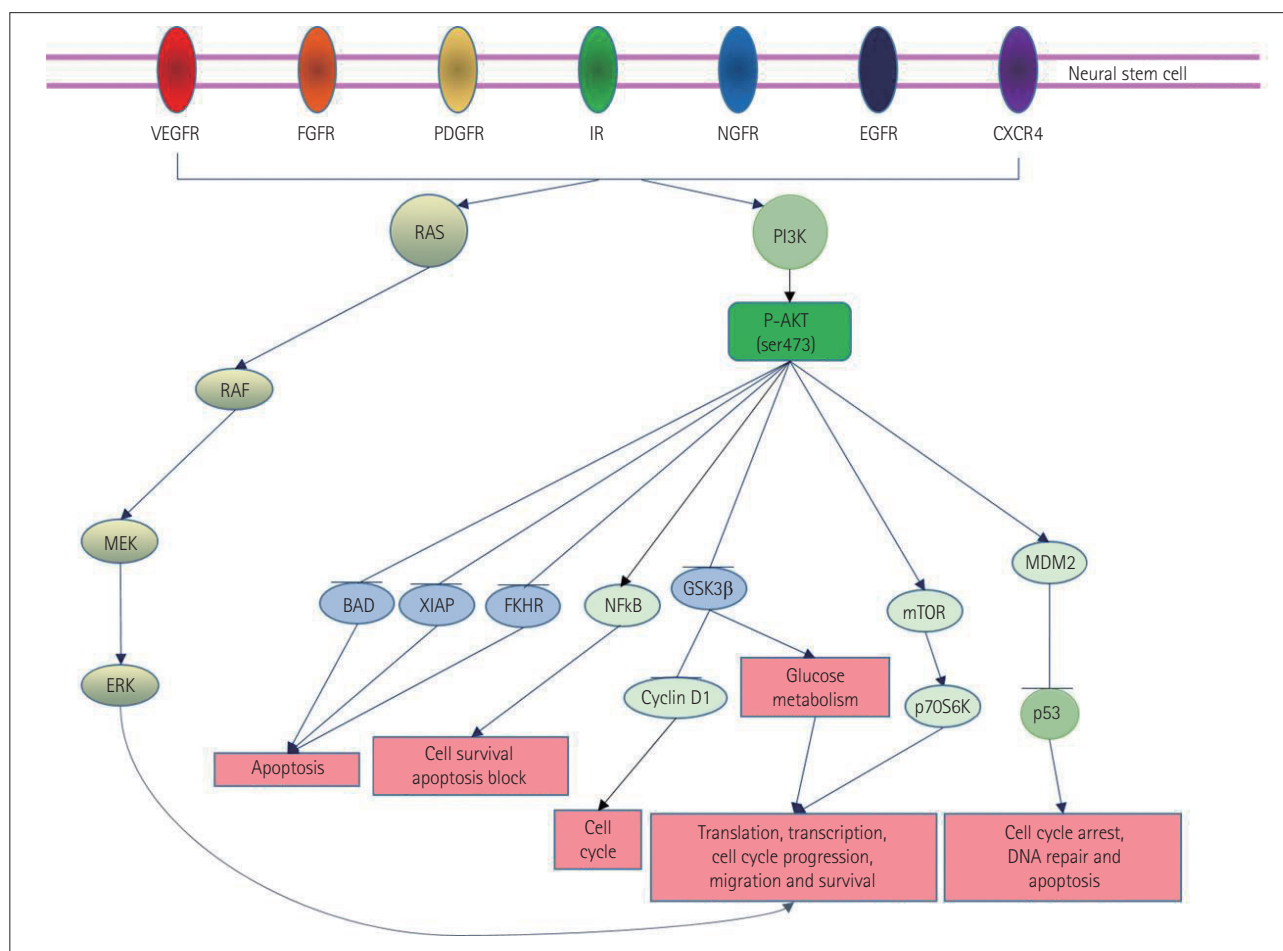 Neural stem cell
VEGFR
FGFR
PDGFR
IR
NGFR
EGFR
CXCR4
RAS
PI3K
P-AKT
(ser473)
RAF
MEK
MDM2
BAD
XIAP
FKHR
NFkB
GSK3β
mTOR
ERK
Cyclin D1
Glucose
metabolism
p70S6K
p53
Apoptosis
Cell survival
apoptosis block
Cell
cycle
Translation, transcription,
cell cycle progression,
migration and survival
Cell cycle arrest,
DNA repair and
apoptosis